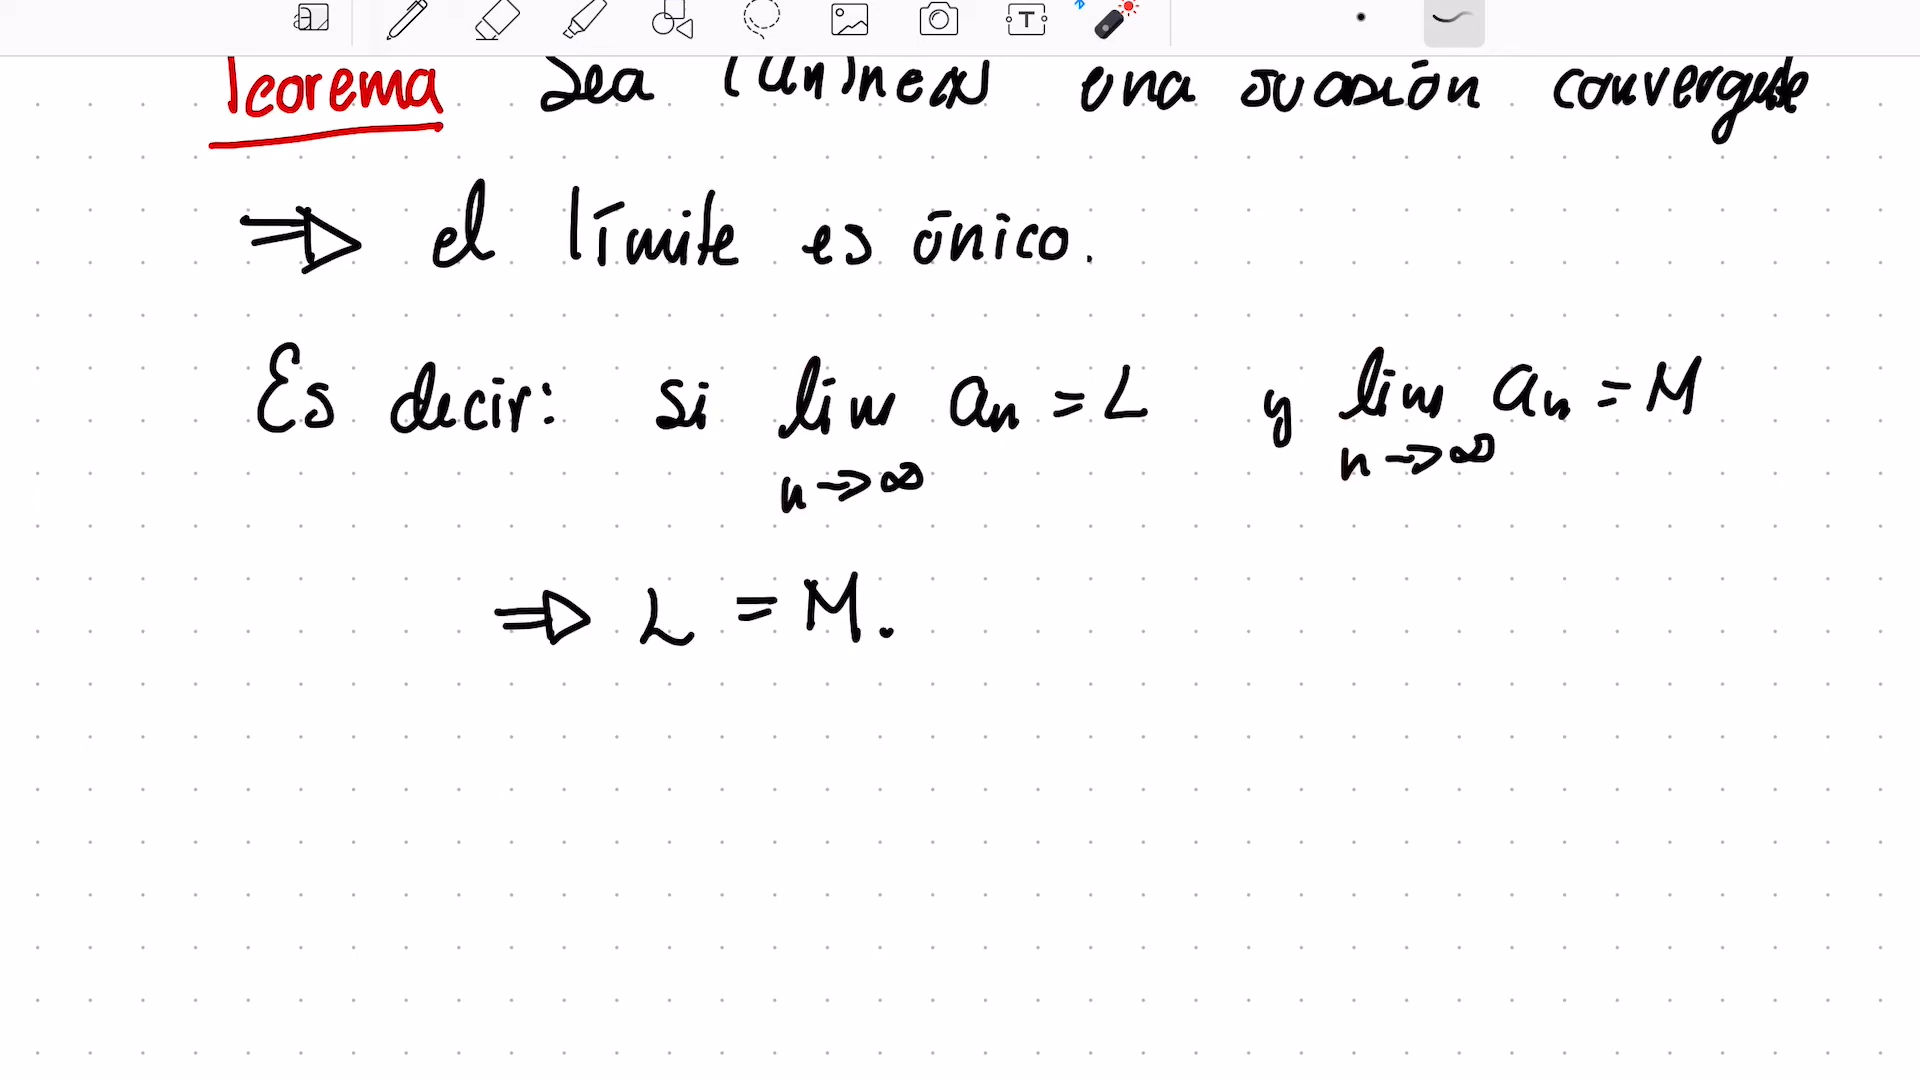 Teorema Sea (an)n∈ℕ una sucesión convergente
⇒ el límite es único.
Es decir: si lim an = L y lim an = M
n→∞ n→∞
⇒ L = M.